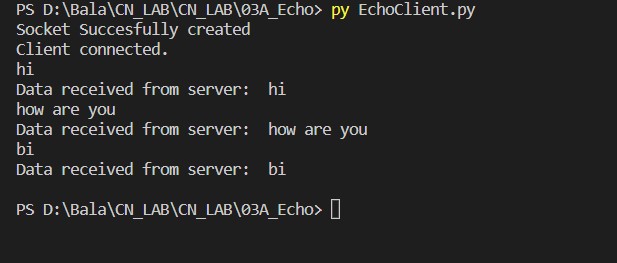 PS D:\Bala\CN_LAB\CN_LAB\03A_Echo> py EchoClient.py
Socket Succesfully created
Client connected.
hi
Data received from server:  hi
how are you
Data received from server:  how are you
bi
Data received from server:  bi
PS D:\Bala\CN_LAB\CN_LAB\03A_Echo>